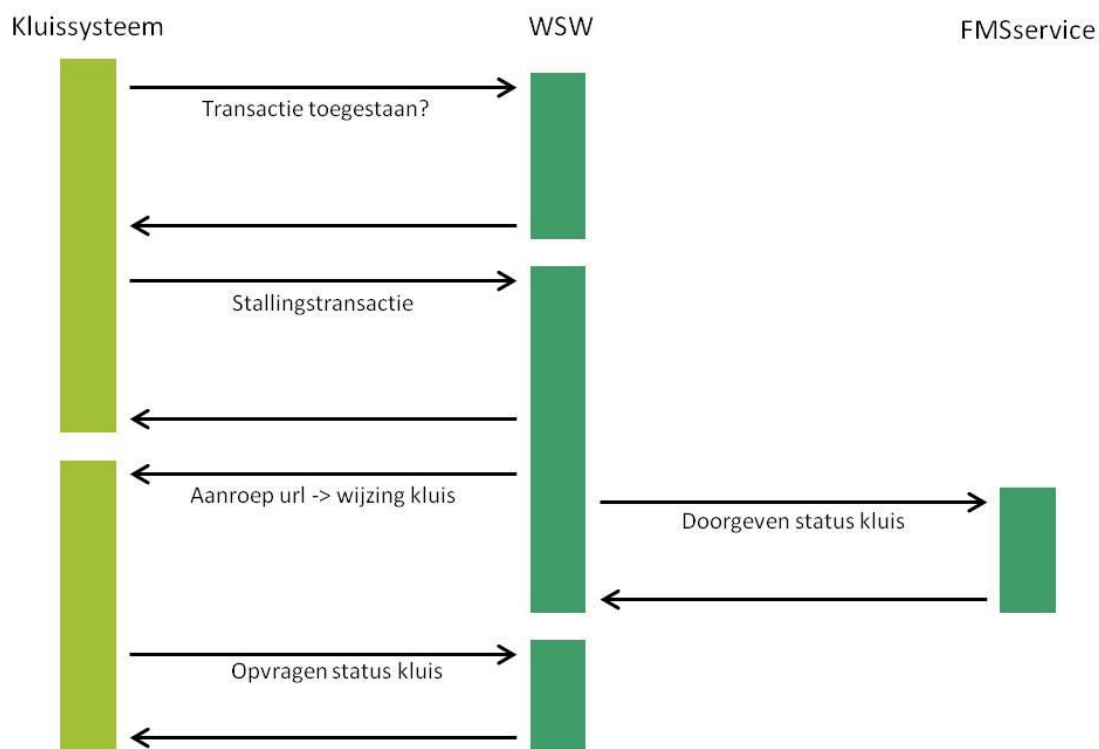 Kluissysteem
WSW
FMSservice
Transactie toegestaan?
Stallingstransactie
Aanroep url -> wijzing kluis
Doorgeven status kluis
Opvragen status kluis